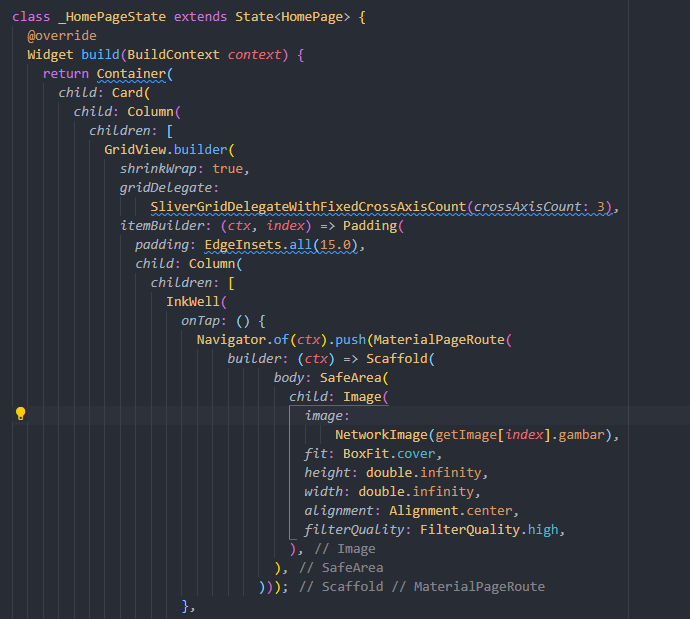 class _HomePageState extends State<HomePage> {
  @override
  Widget build(BuildContext context) {
    return Container(
      child: Card(
        child: Column(
          children: [
            GridView.builder(
              shrinkWrap: true,
              gridDelegate:
                  SliverGridDelegateWithFixedCrossAxisCount(crossAxisCount: 3),
              itemBuilder: (ctx, index) => Padding(
                padding: EdgeInsets.all(15.0),
                child: Column(
                  children: [
                    InkWell(
                      onTap: () {
                        Navigator.of(ctx).push(MaterialPageRoute(
                            builder: (ctx) => Scaffold(
                                  body: SafeArea(
                                    child: Image(
                                      image:
                                          NetworkImage(getImage[index].gambar),
                                      fit: BoxFit.cover,
                                      height: double.infinity,
                                      width: double.infinity,
                                      alignment: Alignment.center,
                                      filterQuality: FilterQuality.high,
                                    ), // Image
                                  ), // SafeArea
                                ))); // Scaffold // MaterialPageRoute
                      },